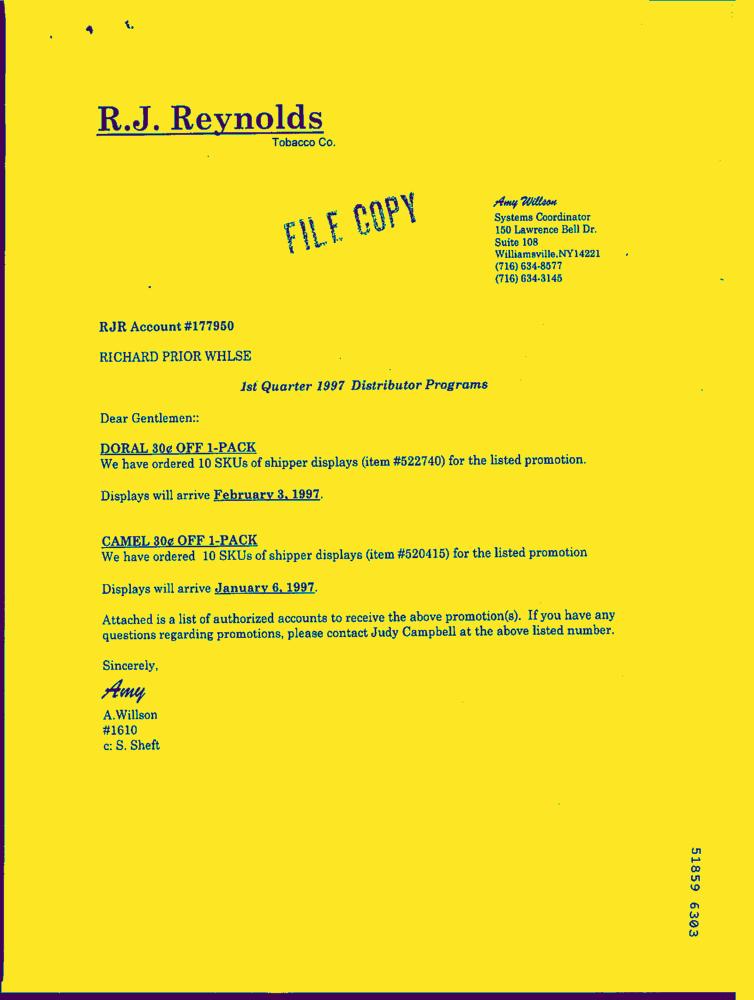 R.J. Reynolds
Tobacco Co.
FILE COPY
Amy Willson
Systems Coordinator
150 Lawrence Bell Dr.
Suite 108
Williamsville,NY14221
(716) 634-8577
(716) 634-3145
RJR Account #177950
RICHARD PRIOR WHLSE
1st Quarter 1997 Distributor Programs
Dear Gentlemen::
DORAL 30¢ OFF 1-PACK
We have ordered 10 SKUs of shipper displays (item #522740) for the listed promotion.
Displays will arrive February 3, 1997.
CAMEL 30¢ OFF 1-PACK
We have ordered 10 SKUs of shipper displays (item #520415) for the listed promotion
Displays will arrive January 6, 1997.
Attached is a list of authorized accounts to receive the above promotion(s). If you have any
questions regarding promotions, please contact Judy Campbell at the above listed number.
Sincerely,
Amy
A.Willson
#1610
c: S. Sheft
51859 6303